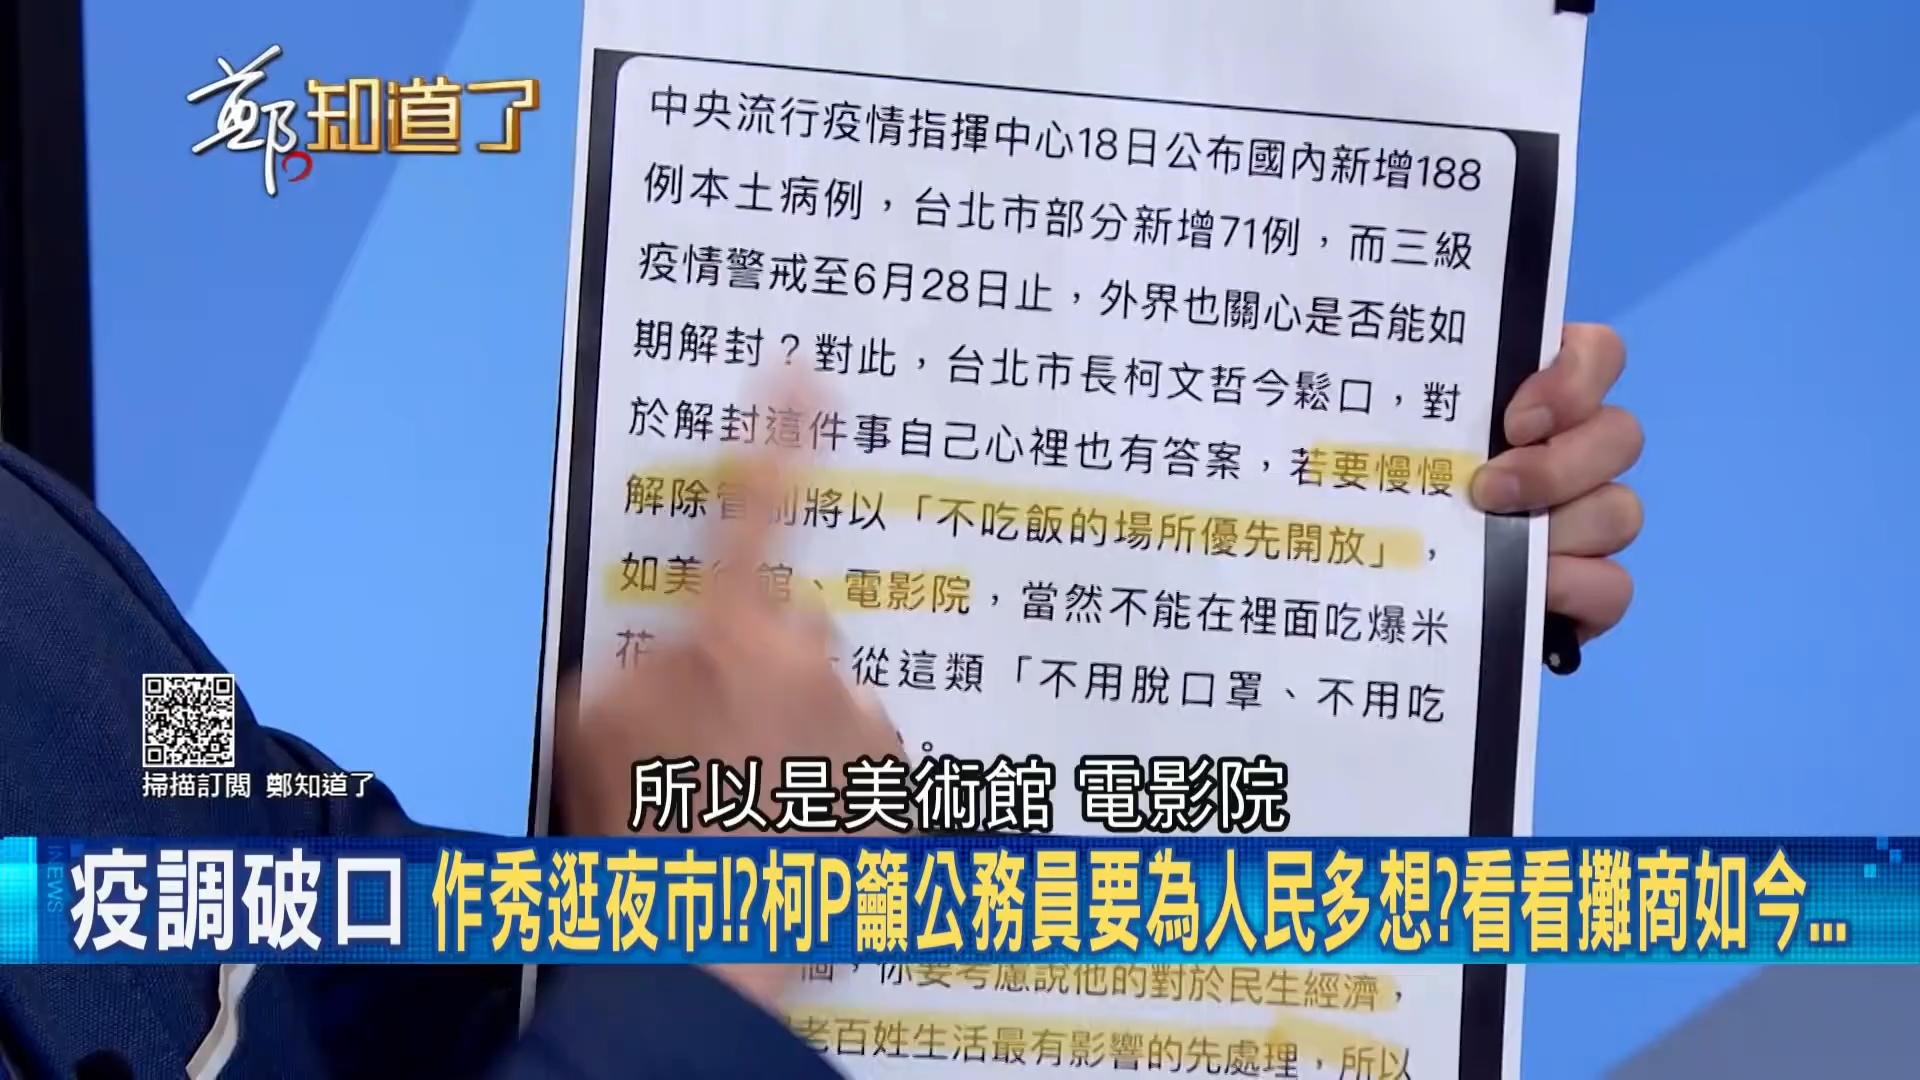 鄭知道了
中央流行疫情指揮中心18日公布國內新增188
例本土病例，台北市部分新增71例，而三級
疫情警戒至6月28日止，外界也關心是否能如
期解封？對此，台北市長柯文哲今鬆口，對
於解封這件事自己心裡也有答案，若要慢慢
解除管制將以「不吃飯的場所優先開放」，
如美術館、電影院，當然不能在裡面吃爆米
花 從這類「不用脫口罩、不用吃
。
掃描訂閱 鄭知道了
所以是美術館 電影院
INEWS
疫調破口 作秀逛夜市!?柯P籲公務員要為人民多想?看看攤商如今...
個，你要考慮說他的對於民生經濟，
老百姓生活最有影響的先處理，所以